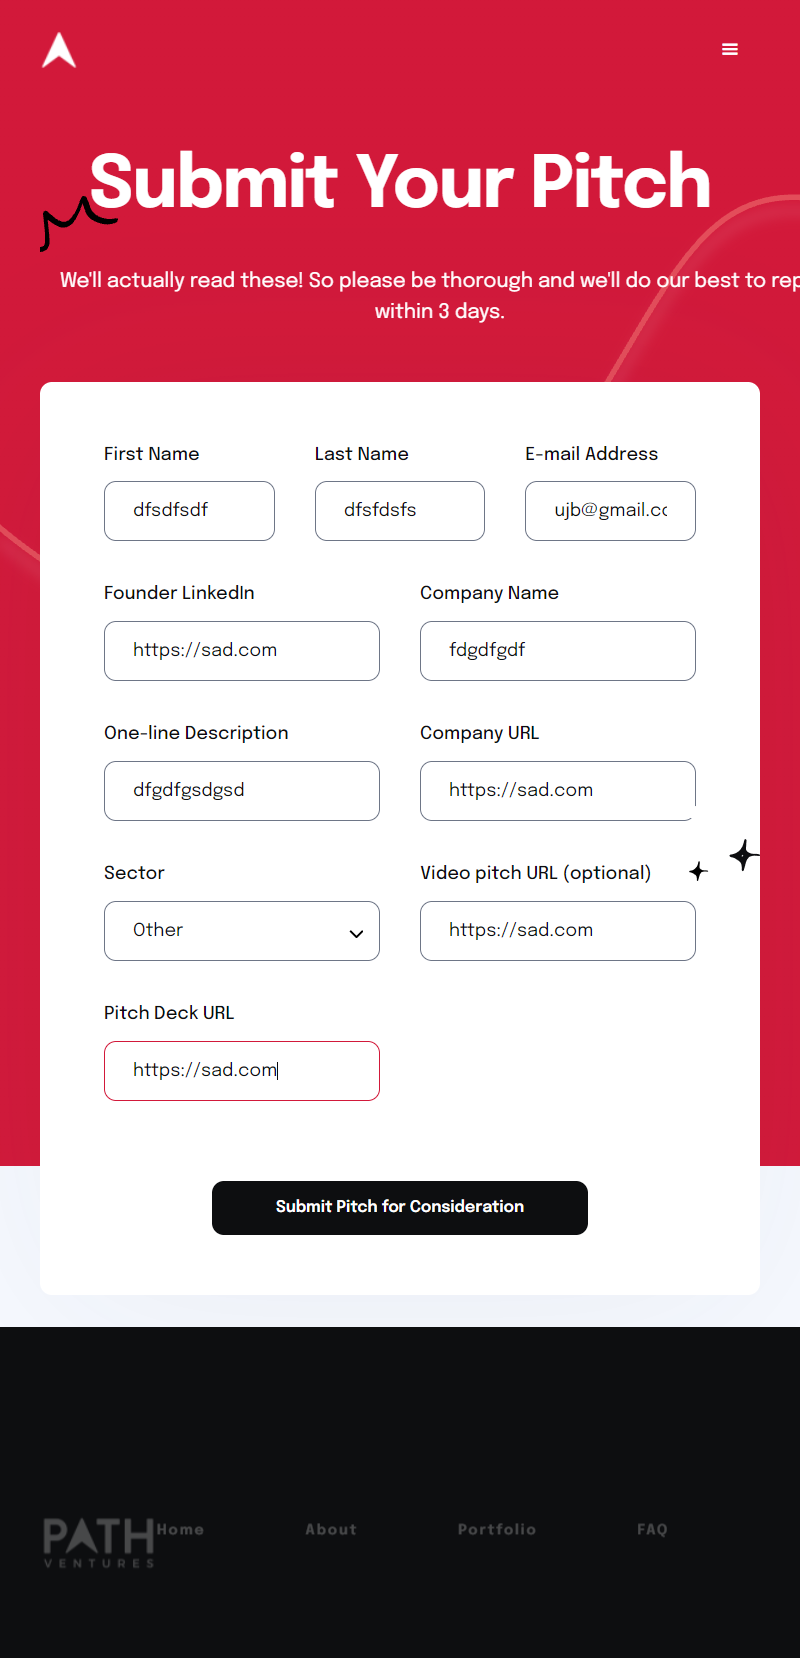 Submit Your Pitch
We'll actually read these! So please be thorough and we'll do our best to rep
within 3 days.
First Name
Last Name
E-mail Address
dfsdfsdf
dfsfdsfs
ujb@gmail.cc
Founder LinkedIn
Company Name
https://sad.com
fdgdfgdf
One-line Description
Company URL
dfgdfgsdgsd
https://sad.com
Sector
Video pitch URL (optional)
Other
https://sad.com
Pitch Deck URL
https://sad.com
Submit Pitch for Consideration
PATH
VENTURES
Home
About
Portfolio
FAQ